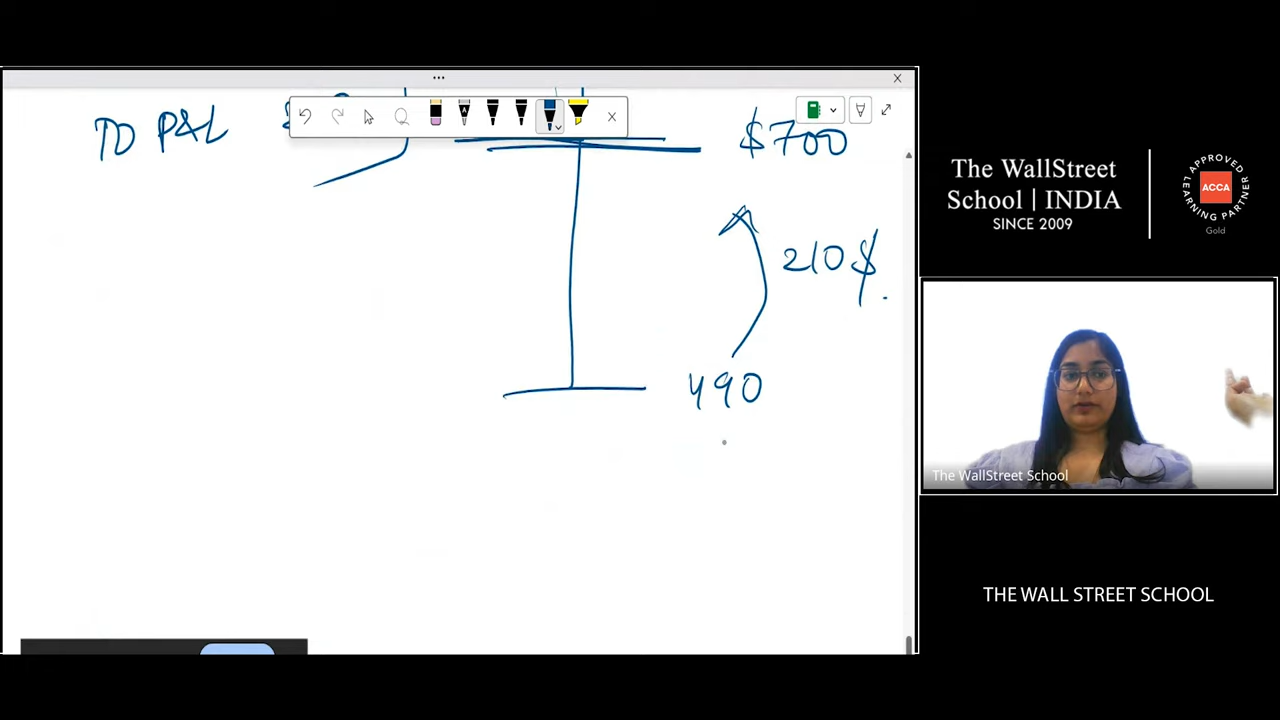 TO P&L
$700
210 $.
490
The WallStreet
School | INDIA
SINCE 2009
APPROVED
LEARNING PARTNER
ACCA
Gold
The WallStreet School
THE WALL STREET SCHOOL